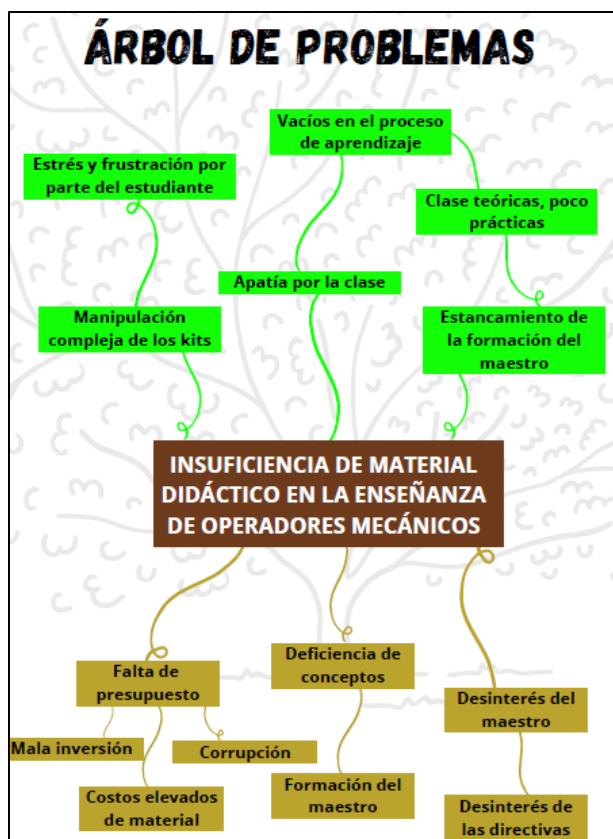 ÁRBOL DE PROBLEMAS
Vacíos en el proceso
de aprendizaje
Estrés y frustración por
parte del estudiante
Clase teóricas, poco
prácticas
Apatía por la clase
Manipulación
compleja de los kits
Estancamiento de
la formación del
maestro
INSUFICIENCIA DE MATERIAL
DIDÁCTICO EN LA ENSEÑANZA
DE OPERADORES MECÁNICOS
Falta de
presupuesto
Deficiencia de
conceptos
Desinterés del
maestro
Mala inversión
Corrupción
Costos elevados
de material
Formación del
maestro
Desinterés de
las directivas